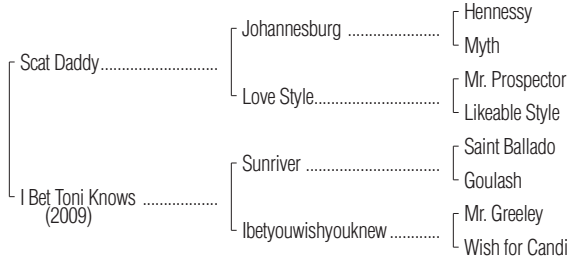 Hennessy
Johannesburg ....................
Myth
Scat Daddy..........................
Mr. Prospector
Love Style............................
Likeable Style
Saint Ballado
Sunriver ..............................
Goulash
I Bet Toni Knows .................
(2009)
Mr. Greeley
Ibetyouwishyouknew ...........
Wish for Candi